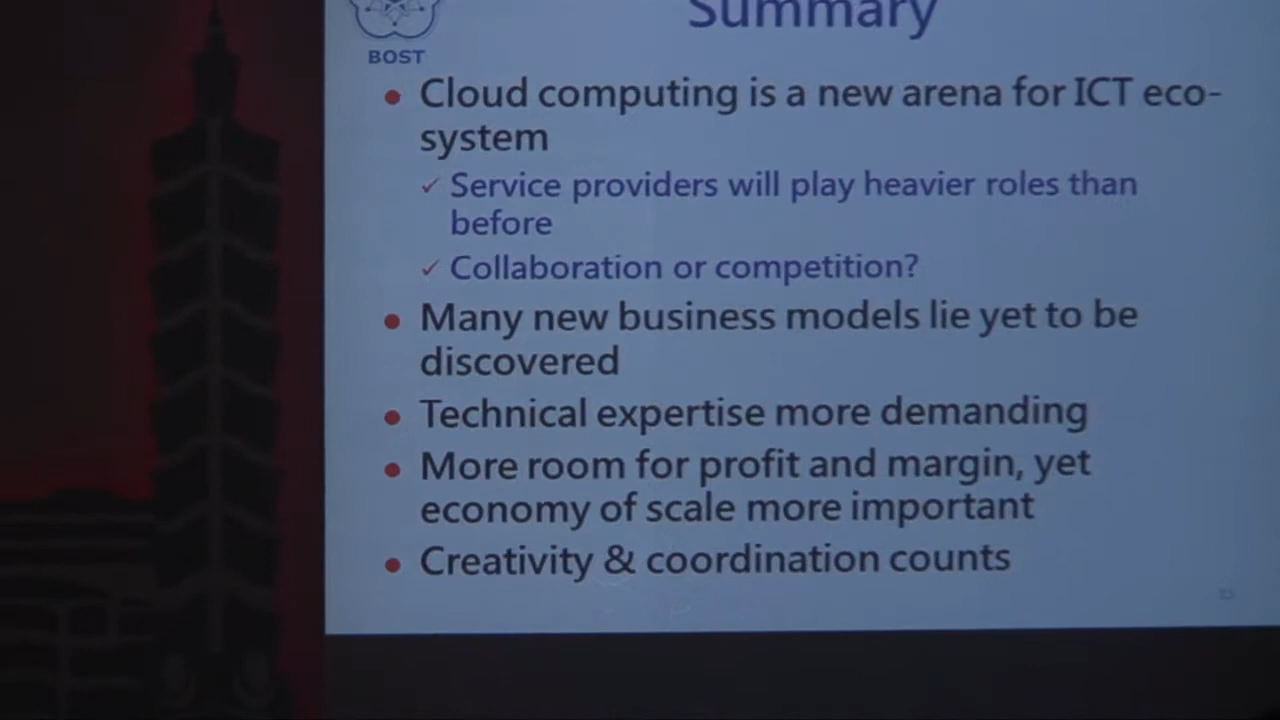 Summary
BOST
• Cloud computing is a new arena for ICT eco-
system
✓ Service providers will play heavier roles than
before
✓ Collaboration or competition?
• Many new business models lie yet to be
discovered
• Technical expertise more demanding
• More room for profit and margin, yet
economy of scale more important
• Creativity & coordination counts